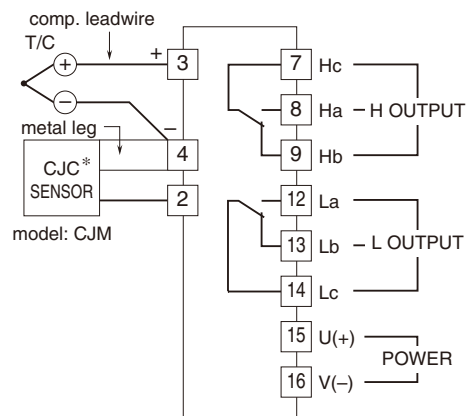 comp. leadwire
T/C
+
–
+
–
metal leg
CJC*
SENSOR
model: CJM
3
4
2
7 Hc
8 Ha
9 Hb
H OUTPUT
12 La
13 Lb
14 Lc
L OUTPUT
15 U(+)
16 V(–)
POWER